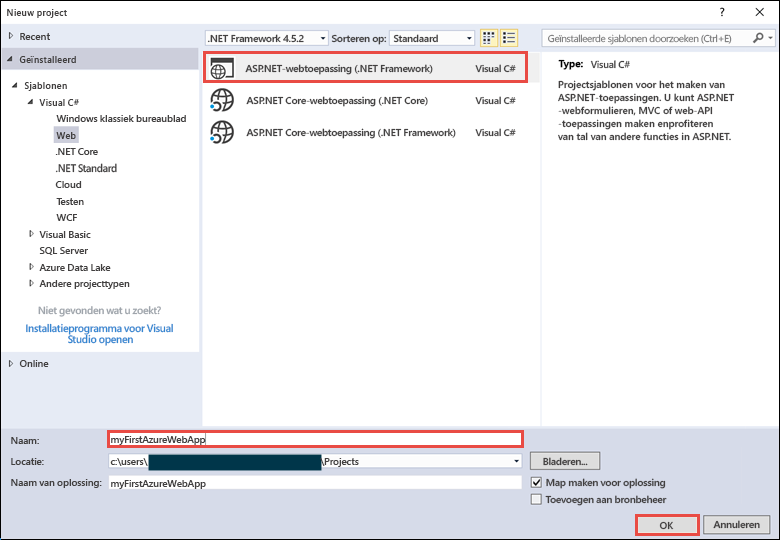 Nieuw project
? 
Recent
Geïnstalleerd
Sjablonen
Visual C#
Windows klassiek bureaublad
Web
.NET Core
.NET Standard
Cloud
Testen
WCF
Visual Basic
SQL Server
Azure Data Lake
Andere projecttypen
Niet gevonden wat u zoekt?
Installatieprogramma voor Visual
Studio openen
Online
.NET Framework 4.5.2 Sorteren op: Standaard
ASP.NET-webtoepassing (.NET Framework) Visual C#
ASP.NET Core-webtoepassing (.NET Core) Visual C#
ASP.NET Core-webtoepassing (.NET Framework) Visual C#
Geïnstalleerde sjablonen doorzoeken (Ctrl+E)
Type: Visual C#
Projectsjablonen voor het maken van
ASP.NET-toepassingen. U kunt ASP.NET
-webformulieren, MVC of web-API
-toepassingen maken enprofiteren
van tal van andere functies in ASP.NET.
Naam: myFirstAzureWebApp
Locatie: c:\users\ \Projects
Bladeren...
Naam van oplossing: myFirstAzureWebApp
Map maken voor oplossing
Toevoegen aan bronbeheer
OK Annuleren